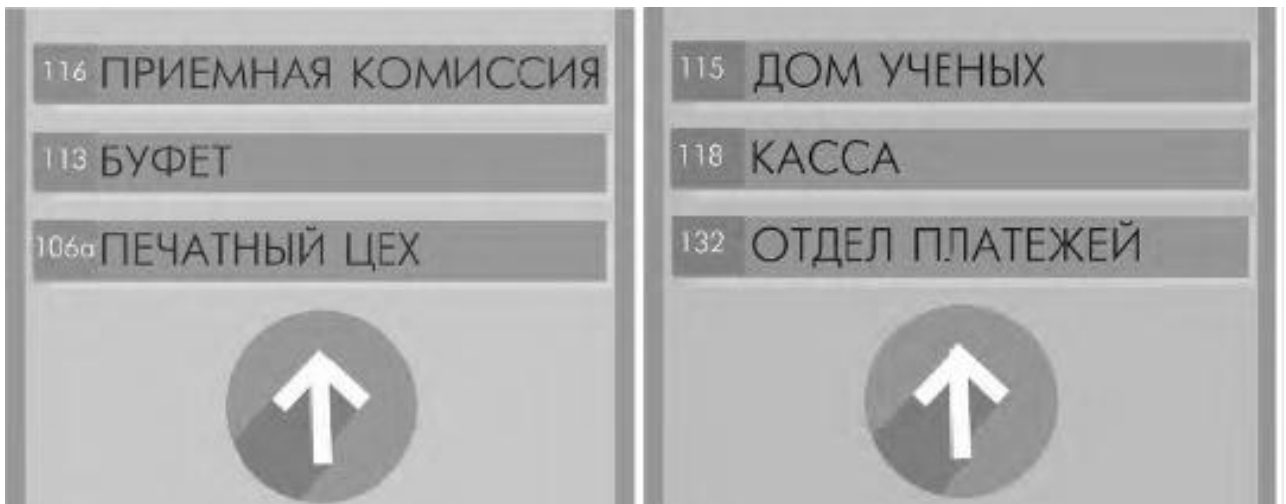 116 ПРИЕМНАЯ КОМИССИЯ
113 БУФЕТ
106а ПЕЧАТНЫЙ ЦЕХ
115 ДОМ УЧЕНЫХ
118 КАССА
132 ОТДЕЛ ПЛАТЕЖЕЙ